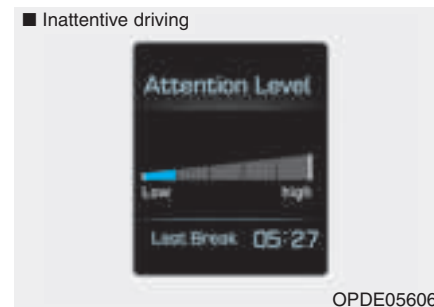 ■ Inattentive driving
Attention Level
Low high
Last Break 05:27
OPDE05606